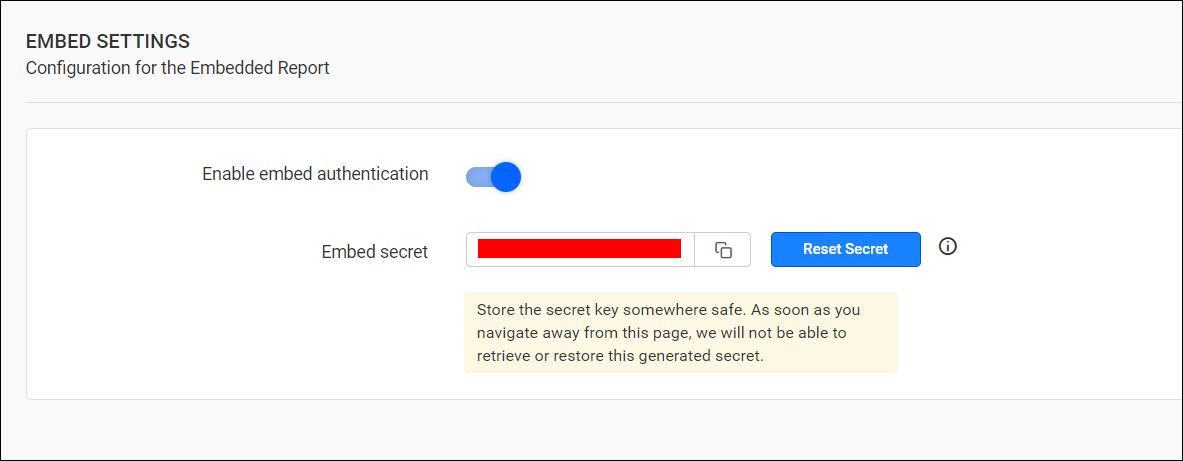 EMBED SETTINGS
Configuration for the Embedded Report
Enable embed authentication
Embed secret
Reset Secret
Store the secret key somewhere safe. As soon as you
navigate away from this page, we will not be able to
retrieve or restore this generated secret.